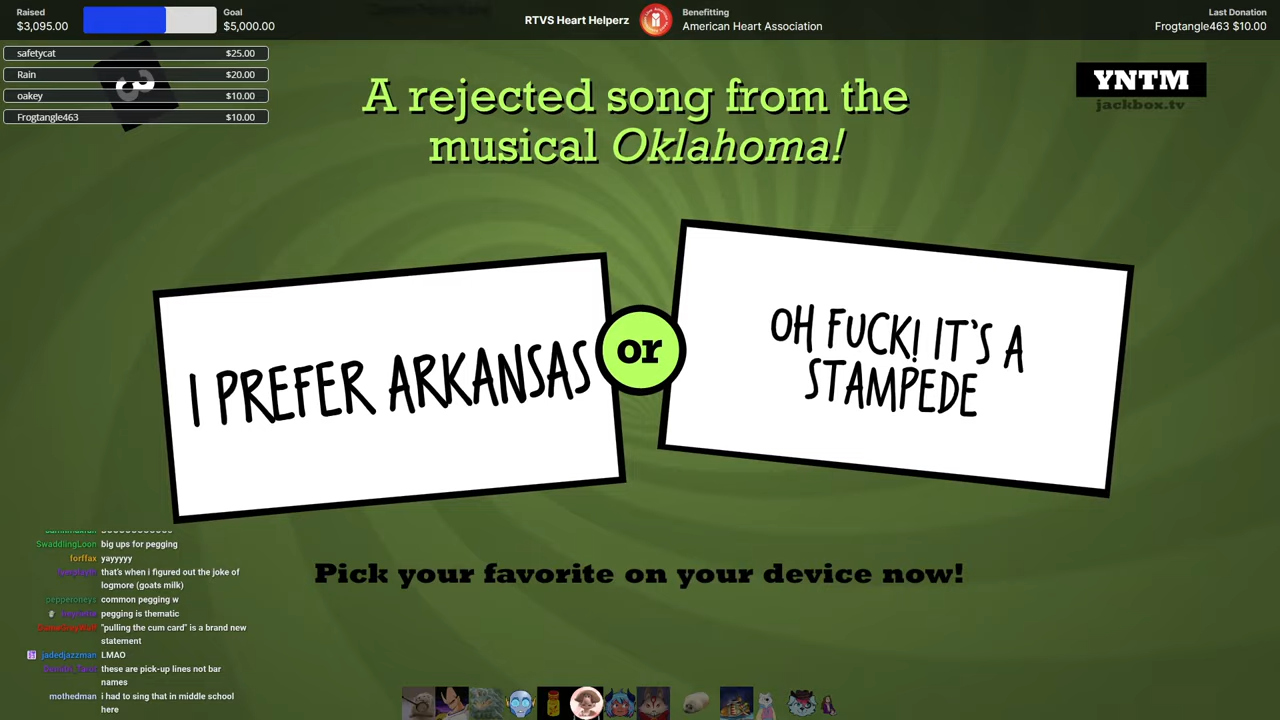 Raised
$3,095.00
Goal
$5,000.00
RTVS Heart Helperz
Benefitting
American Heart Association
Last Donation
Frogtangle463 $10.00
safetycat $25.00
Rain $20.00
oakey $10.00
Frogtangle463 $10.00
3
YNTM
jackbox.tv
A rejected song from the
musical Oklahoma!
I PREFER ARKANSAS
or
OH FUCK! IT'S A
STAMPEDE
Pick your favorite on your device now!
SwaddlingLoon big ups for pegging
forffax yayyyyy
that's when i figured out the joke of
logmore (goats milk)
pepperoneys common pegging w
pegging is thematic
"pulling the cum card" is a brand new
statement
jadedjazzman LMAO
these are pick-up lines not bar
names
mothedman i had to sing that in middle school
here